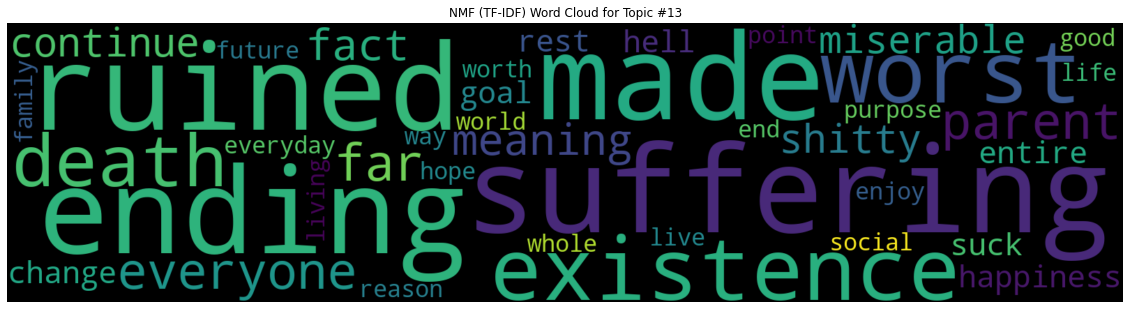 NMF (TF-IDF) Word Cloud for Topic #13
continue future fact rest hell point miserable good
ruined worth made worst life
family goal purpose parent
death everyday way world meaning end shitty entire
far hope
ending living suffering enjoy
whole live social suck
change everyone reason existence happiness